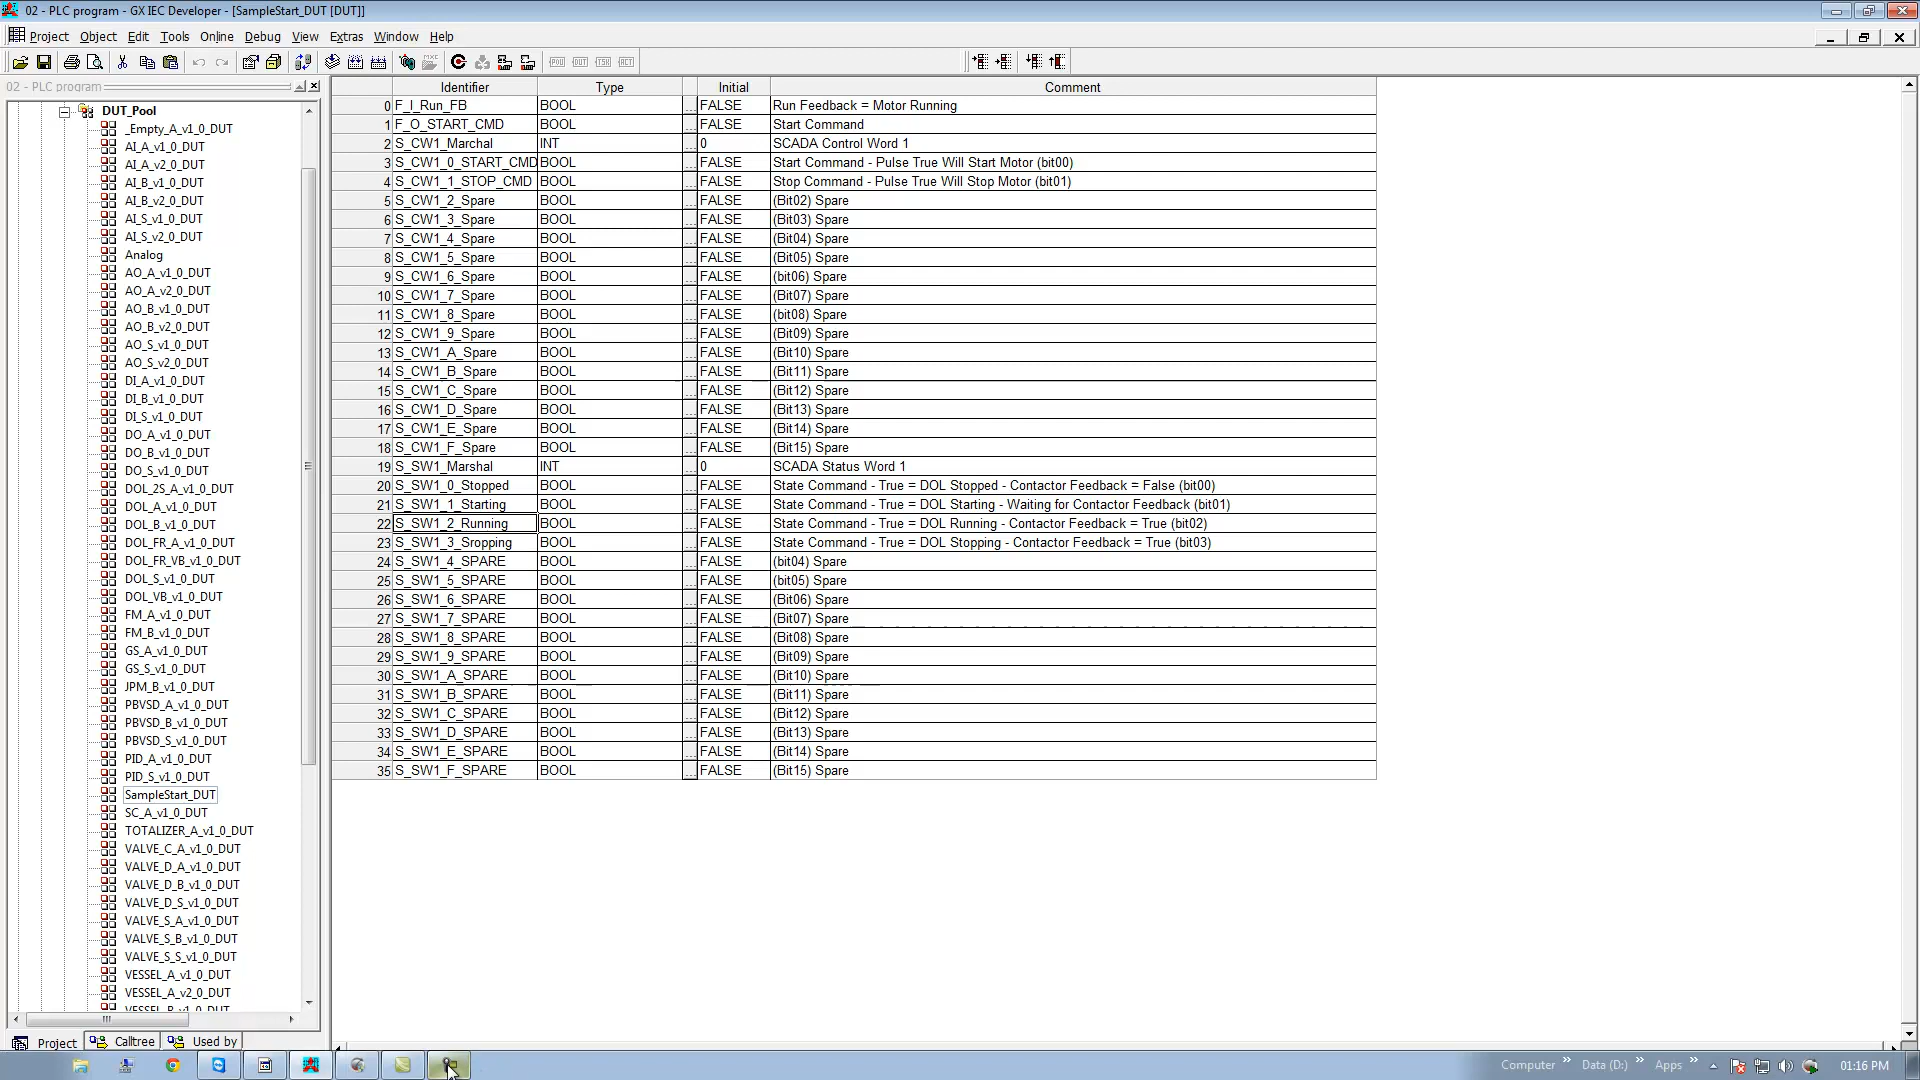 02 - PLC program - GX IEC Developer - [SampleStart_DUT [DUT]]
Project Object Edit Tools Online Debug View Extras Window Help
02 - PLC program
DUT_Pool
_Empty_A_v1_0_DUT
AI_A_v1_0_DUT
AI_A_v2_0_DUT
AI_B_v1_0_DUT
AI_B_v2_0_DUT
AI_S_v1_0_DUT
AI_S_v2_0_DUT
Analog
AO_A_v1_0_DUT
AO_A_v2_0_DUT
AO_B_v1_0_DUT
AO_B_v2_0_DUT
AO_S_v1_0_DUT
AO_S_v2_0_DUT
DI_A_v1_0_DUT
DI_B_v1_0_DUT
DI_S_v1_0_DUT
DO_A_v1_0_DUT
DO_B_v1_0_DUT
DO_S_v1_0_DUT
DOL_2S_A_v1_0_DUT
DOL_A_v1_0_DUT
DOL_B_v1_0_DUT
DOL_FR_A_v1_0_DUT
DOL_FR_VB_v1_0_DUT
DOL_S_v1_0_DUT
DOL_VB_v1_0_DUT
FM_A_v1_0_DUT
FM_B_v1_0_DUT
GS_A_v1_0_DUT
GS_S_v1_0_DUT
JPM_B_v1_0_DUT
PBVSD_A_v1_0_DUT
PBVSD_B_v1_0_DUT
PBVSD_S_v1_0_DUT
PID_A_v1_0_DUT
PID_S_v1_0_DUT
SampleStart_DUT
SC_A_v1_0_DUT
TOTALIZER_A_v1_0_DUT
VALVE_C_A_v1_0_DUT
VALVE_D_A_v1_0_DUT
VALVE_D_B_v1_0_DUT
VALVE_D_S_v1_0_DUT
VALVE_S_A_v1_0_DUT
VALVE_S_B_v1_0_DUT
VALVE_S_S_v1_0_DUT
VESSEL_A_v1_0_DUT
VESSEL_A_v2_0_DUT
VESSEL_B_v1_0_DUT
Project Calltree Used by
Identifier Type Initial Comment
0 F_I_Run_FB BOOL ... FALSE Run Feedback = Motor Running
1 F_O_START_CMD BOOL ... FALSE Start Command
2 S_CW1_Marchal INT ... 0 SCADA Control Word 1
3 S_CW1_0_START_CMD BOOL ... FALSE Start Command - Pulse True Will Start Motor (bit00)
4 S_CW1_1_STOP_CMD BOOL ... FALSE Stop Command - Pulse True Will Stop Motor (bit01)
5 S_CW1_2_Spare BOOL ... FALSE (Bit02) Spare
6 S_CW1_3_Spare BOOL ... FALSE (Bit03) Spare
7 S_CW1_4_Spare BOOL ... FALSE (Bit04) Spare
8 S_CW1_5_Spare BOOL ... FALSE (Bit05) Spare
9 S_CW1_6_Spare BOOL ... FALSE (bit06) Spare
10 S_CW1_7_Spare BOOL ... FALSE (Bit07) Spare
11 S_CW1_8_Spare BOOL ... FALSE (bit08) Spare
12 S_CW1_9_Spare BOOL ... FALSE (Bit09) Spare
13 S_CW1_A_Spare BOOL ... FALSE (Bit10) Spare
14 S_CW1_B_Spare BOOL ... FALSE (Bit11) Spare
15 S_CW1_C_Spare BOOL ... FALSE (Bit12) Spare
16 S_CW1_D_Spare BOOL ... FALSE (Bit13) Spare
17 S_CW1_E_Spare BOOL ... FALSE (Bit14) Spare
18 S_CW1_F_Spare BOOL ... FALSE (Bit15) Spare
19 S_SW1_Marshal INT ... 0 SCADA Status Word 1
20 S_SW1_0_Stopped BOOL ... FALSE State Command - True = DOL Stopped - Contactor Feedback = False (bit00)
21 S_SW1_1_Starting BOOL ... FALSE State Command - True = DOL Starting - Waiting for Contactor Feedback (bit01)
22 S_SW1_2_Running BOOL ... FALSE State Command - True = DOL Running - Contactor Feedback = True (bit02)
23 S_SW1_3_Sropping BOOL ... FALSE State Command - True = DOL Stopping - Contactor Feedback = True (bit03)
24 S_SW1_4_SPARE BOOL ... FALSE (bit04) Spare
25 S_SW1_5_SPARE BOOL ... FALSE (bit05) Spare
26 S_SW1_6_SPARE BOOL ... FALSE (Bit06) Spare
27 S_SW1_7_SPARE BOOL ... FALSE (Bit07) Spare
28 S_SW1_8_SPARE BOOL ... FALSE (Bit08) Spare
29 S_SW1_9_SPARE BOOL ... FALSE (Bit09) Spare
30 S_SW1_A_SPARE BOOL ... FALSE (Bit10) Spare
31 S_SW1_B_SPARE BOOL ... FALSE (Bit11) Spare
32 S_SW1_C_SPARE BOOL ... FALSE (Bit12) Spare
33 S_SW1_D_SPARE BOOL ... FALSE (Bit13) Spare
34 S_SW1_E_SPARE BOOL ... FALSE (Bit14) Spare
35 S_SW1_F_SPARE BOOL ... FALSE (Bit15) Spare
Computer » Data (D:) » Apps » 01:16 PM